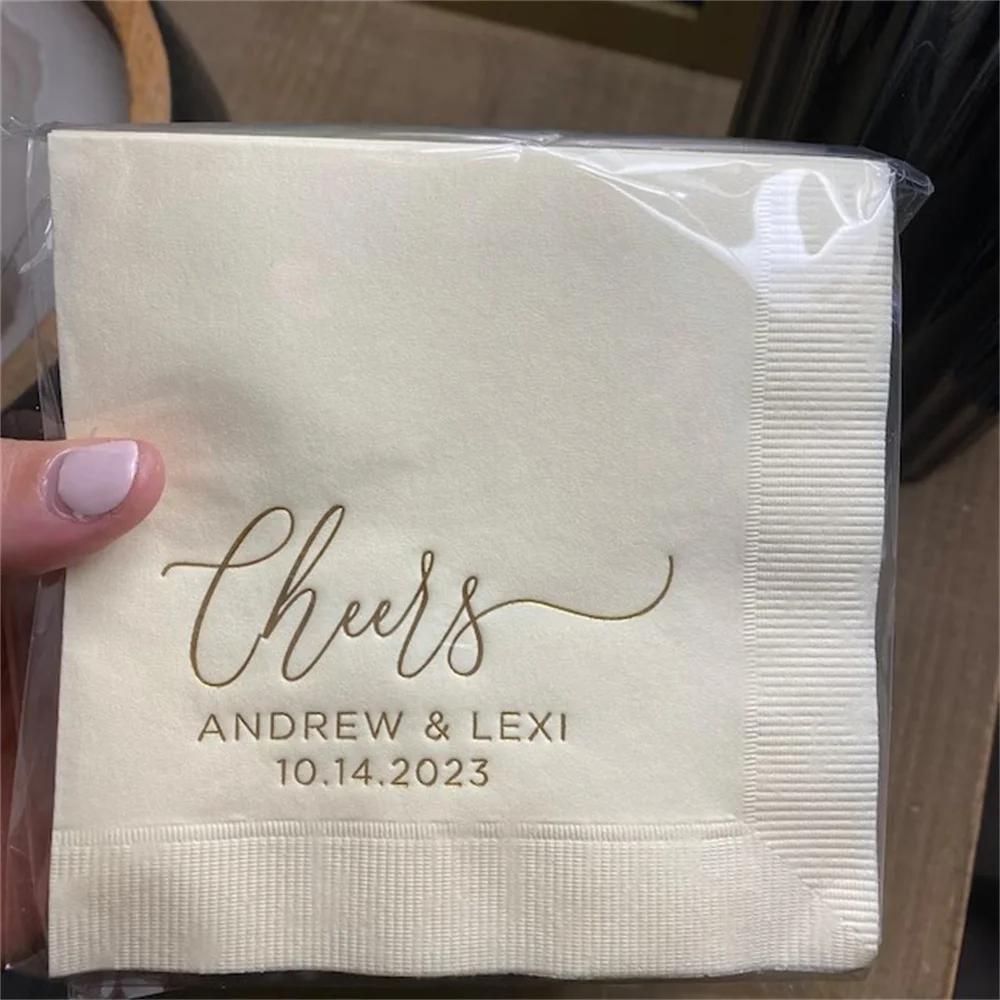 Cheers
ANDREW & LEXI
10.14.2023